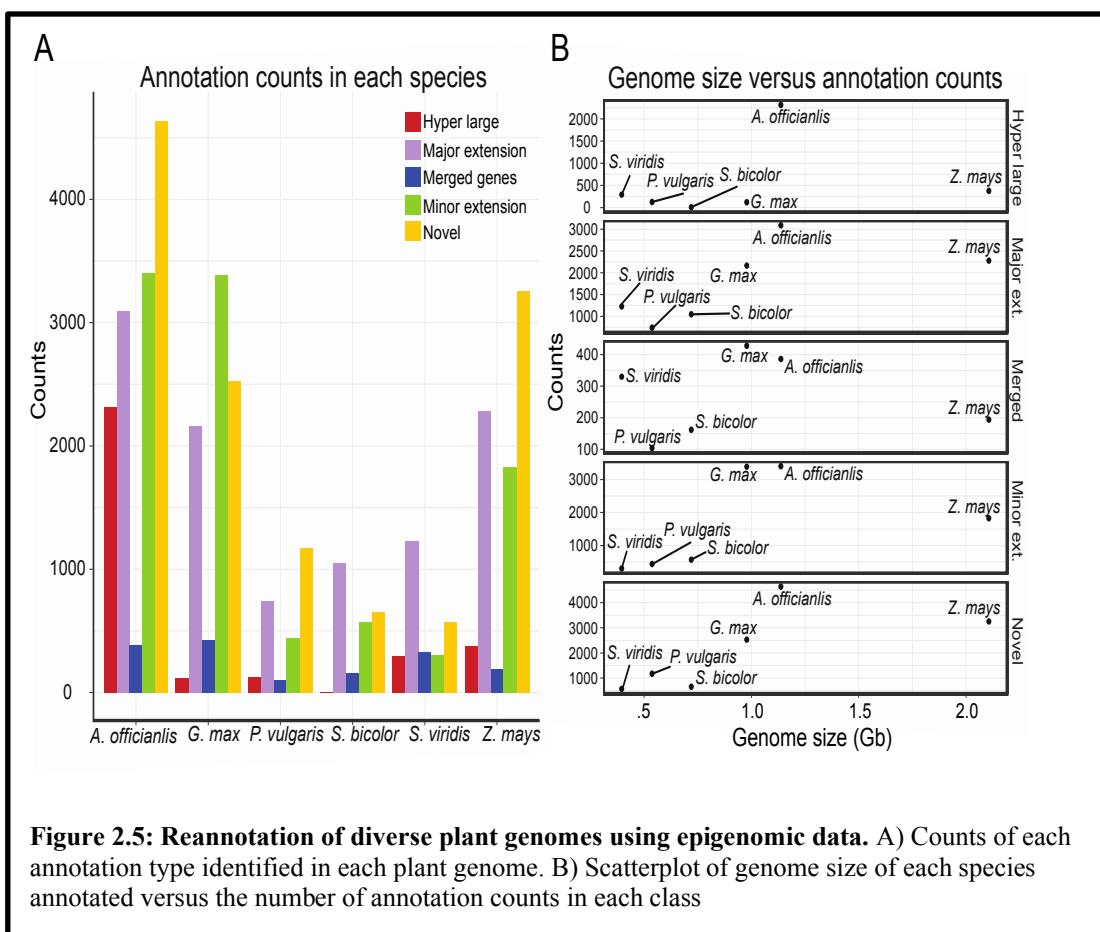 A
Annotation counts in each species
Hyper large
Major extension
Merged genes
Minor extension
Novel
4000
3000
2000
1000
0
Counts
A. officianlis G. max P. vulgaris S. bicolor S. viridis Z. mays
B
Genome size versus annotation counts
2000
1500
1000
500
0
S. viridis
P. vulgaris
S. bicolor
G. max
A. officianlis
Z. mays
Hyper large
3000
2500
2000
1500
1000
S. viridis
P. vulgaris
S. bicolor
G. max
A. officianlis
Z. mays
Major ext.
400
300
200
100
S. viridis
P. vulgaris
S. bicolor
G. max
A. officianlis
Z. mays
Merged
3000
2000
1000
S. viridis
P. vulgaris
S. bicolor
G. max
A. officianlis
Z. mays
Minor ext.
4000
3000
2000
1000
S. viridis
P. vulgaris
S. bicolor
G. max
A. officianlis
Z. mays
Novel
Counts
.5 1.0 1.5 2.0
Genome size (Gb)
Figure 2.5: Reannotation of diverse plant genomes using epigenomic data. A) Counts of each
annotation type identified in each plant genome. B) Scatterplot of genome size of each species
annotated versus the number of annotation counts in each class